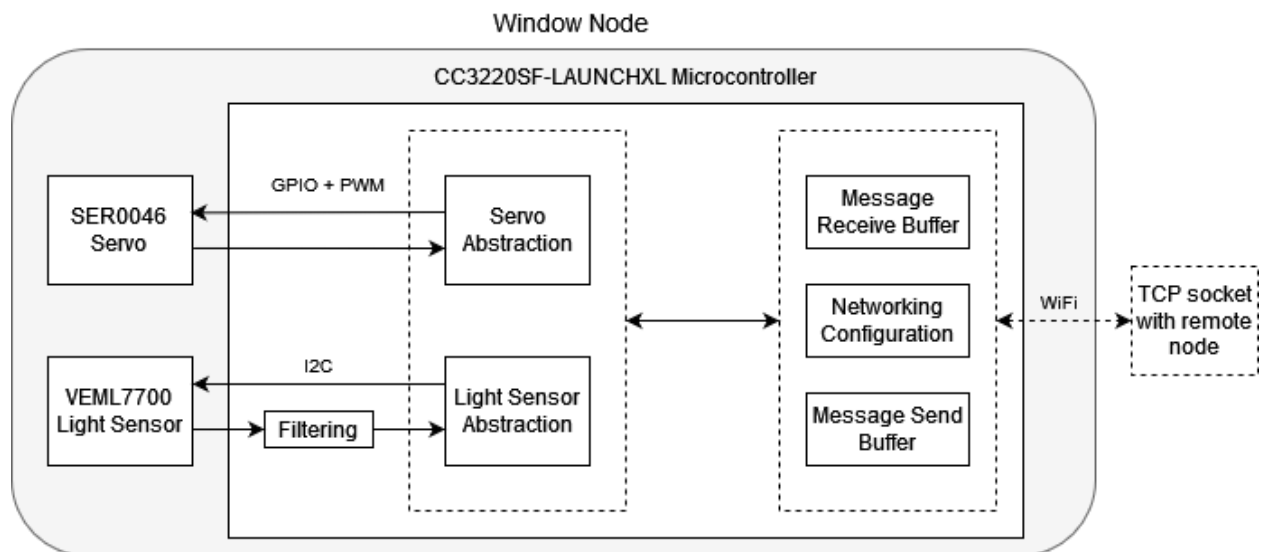 Window Node
CC3220SF-LAUNCHXL Microcontroller
GPIO + PWM
SER0046
Servo
Servo
Abstraction
I2C
VEML7700
Light Sensor
Filtering
Light Sensor
Abstraction
Message
Receive Buffer
Networking
Configuration
Message Send
Buffer
WiFi
TCP socket
with remote
node